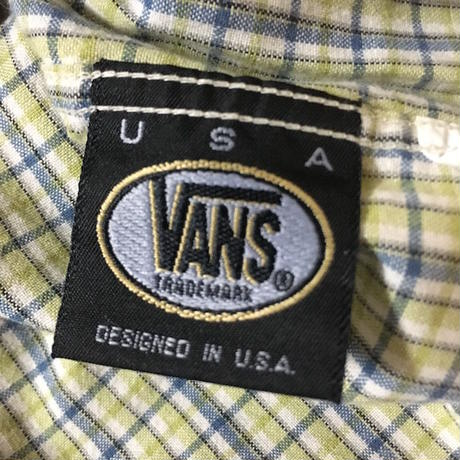 U S A
VANS
TRADEMARK ®
DESIGNED IN U.S.A.